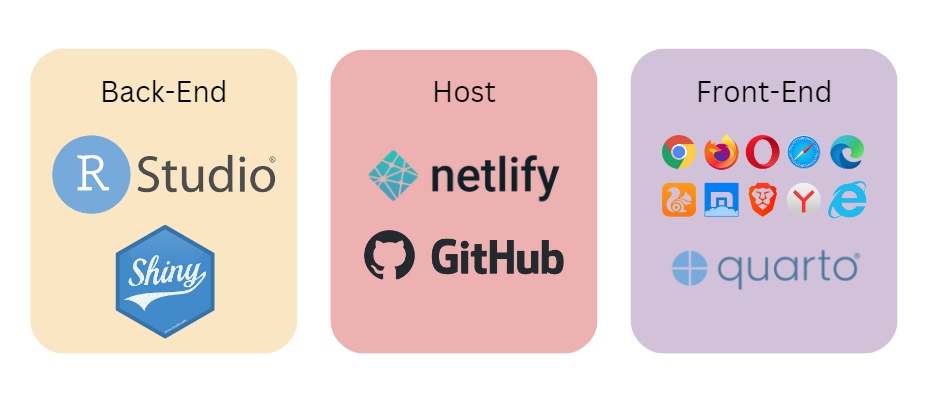 Back-End
Host
Front-End
R Studio®
Shiny
netlify
GitHub
quarto®